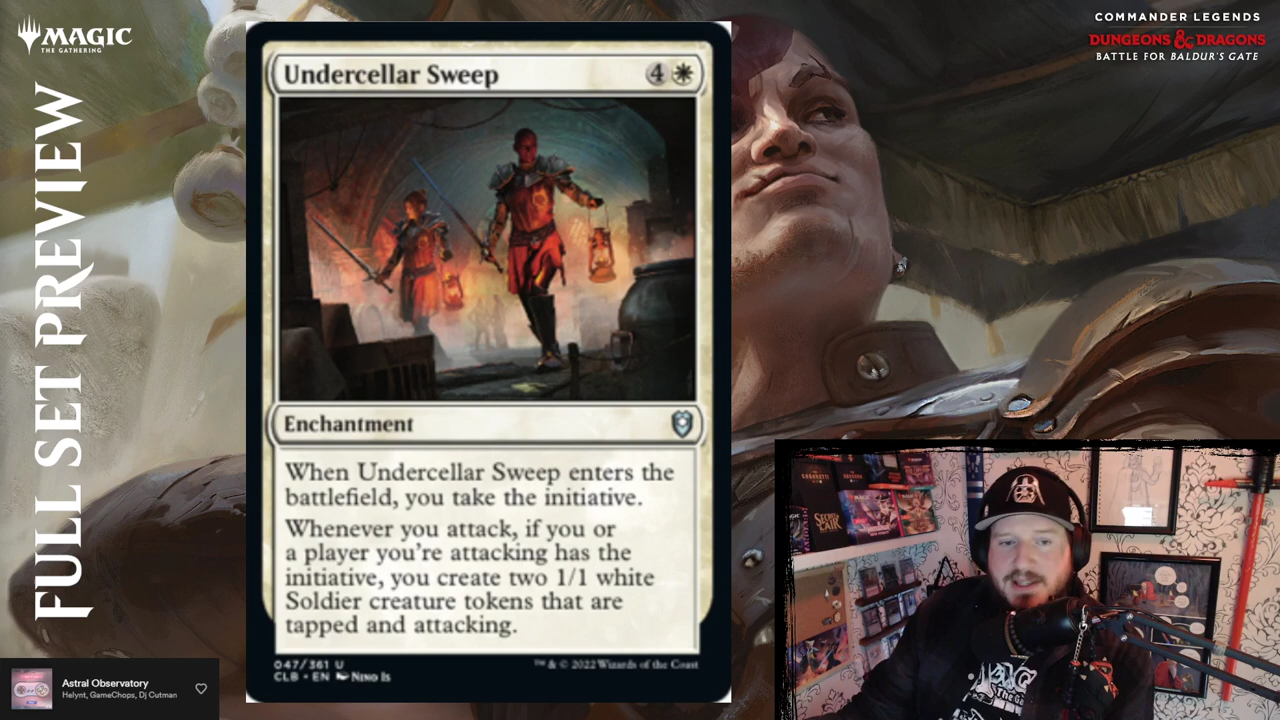 MAGIC
THE GATHERING
COMMANDER LEGENDS
DUNGEONS & DRAGONS
BATTLE FOR BALDUR'S GATE
FULL SET PREVIEW
Undercellar Sweep
4
Enchantment
When Undercellar Sweep enters the
battlefield, you take the initiative.
Whenever you attack, if you or
a player you're attacking has the
initiative, you create two 1/1 white
Soldier creature tokens that are
tapped and attacking.
047/361 U
CLB • EN Nino Is
™ & © 2022 Wizards of the Coast
Astral Observatory
Helynt, GameChops, Dj Cutman
SECRET
LAIR